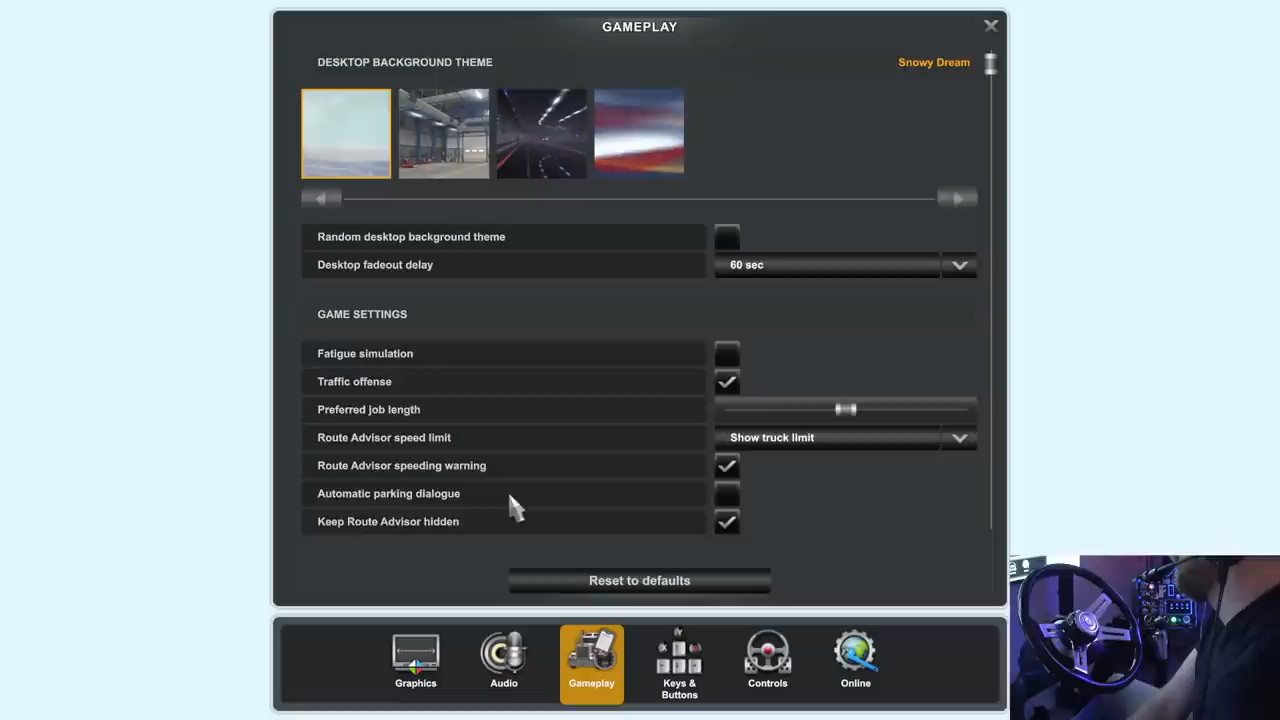 GAMEPLAY
DESKTOP BACKGROUND THEME
Snowy Dream
Random desktop background theme
Desktop fadeout delay
60 sec
GAME SETTINGS
Fatigue simulation
Traffic offense
Preferred job length
Route Advisor speed limit
Show truck limit
Route Advisor speeding warning
Automatic parking dialogue
Keep Route Advisor hidden
Reset to defaults
Graphics
Audio
Gameplay
Keys &
Buttons
Controls
Online